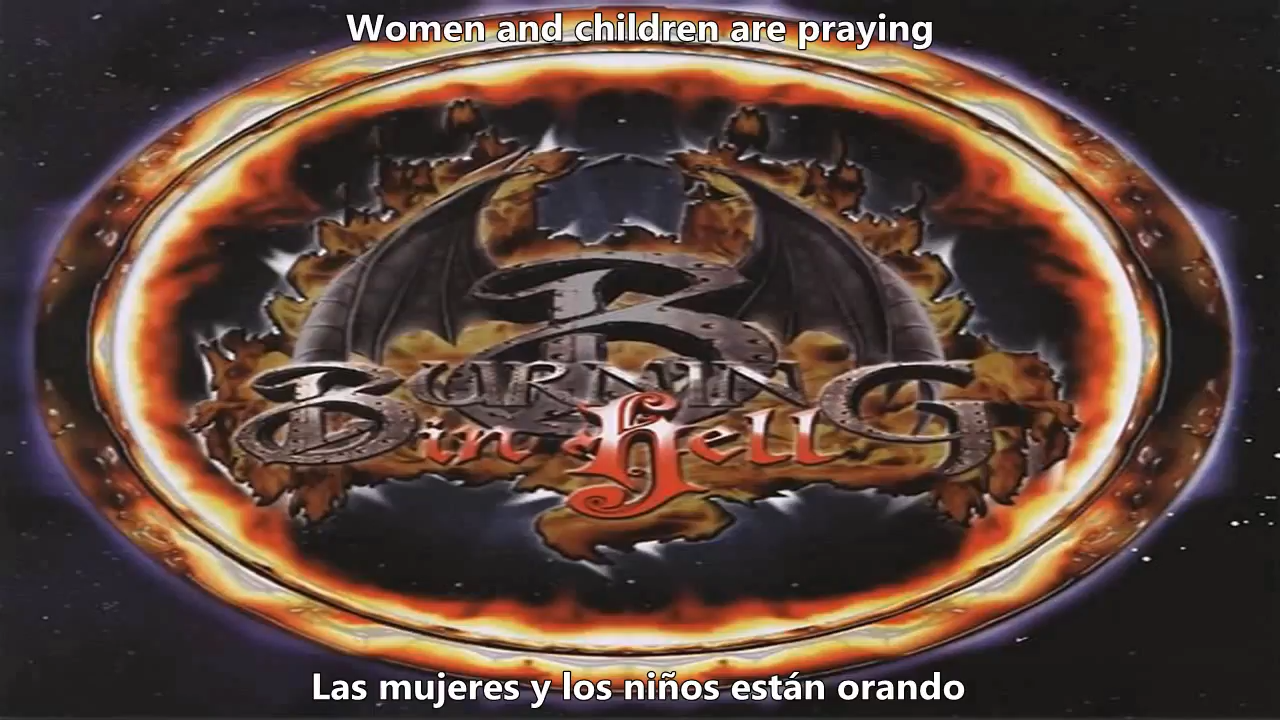 Women and children are praying
Burning
in Hell
Las mujeres y los niños están orando